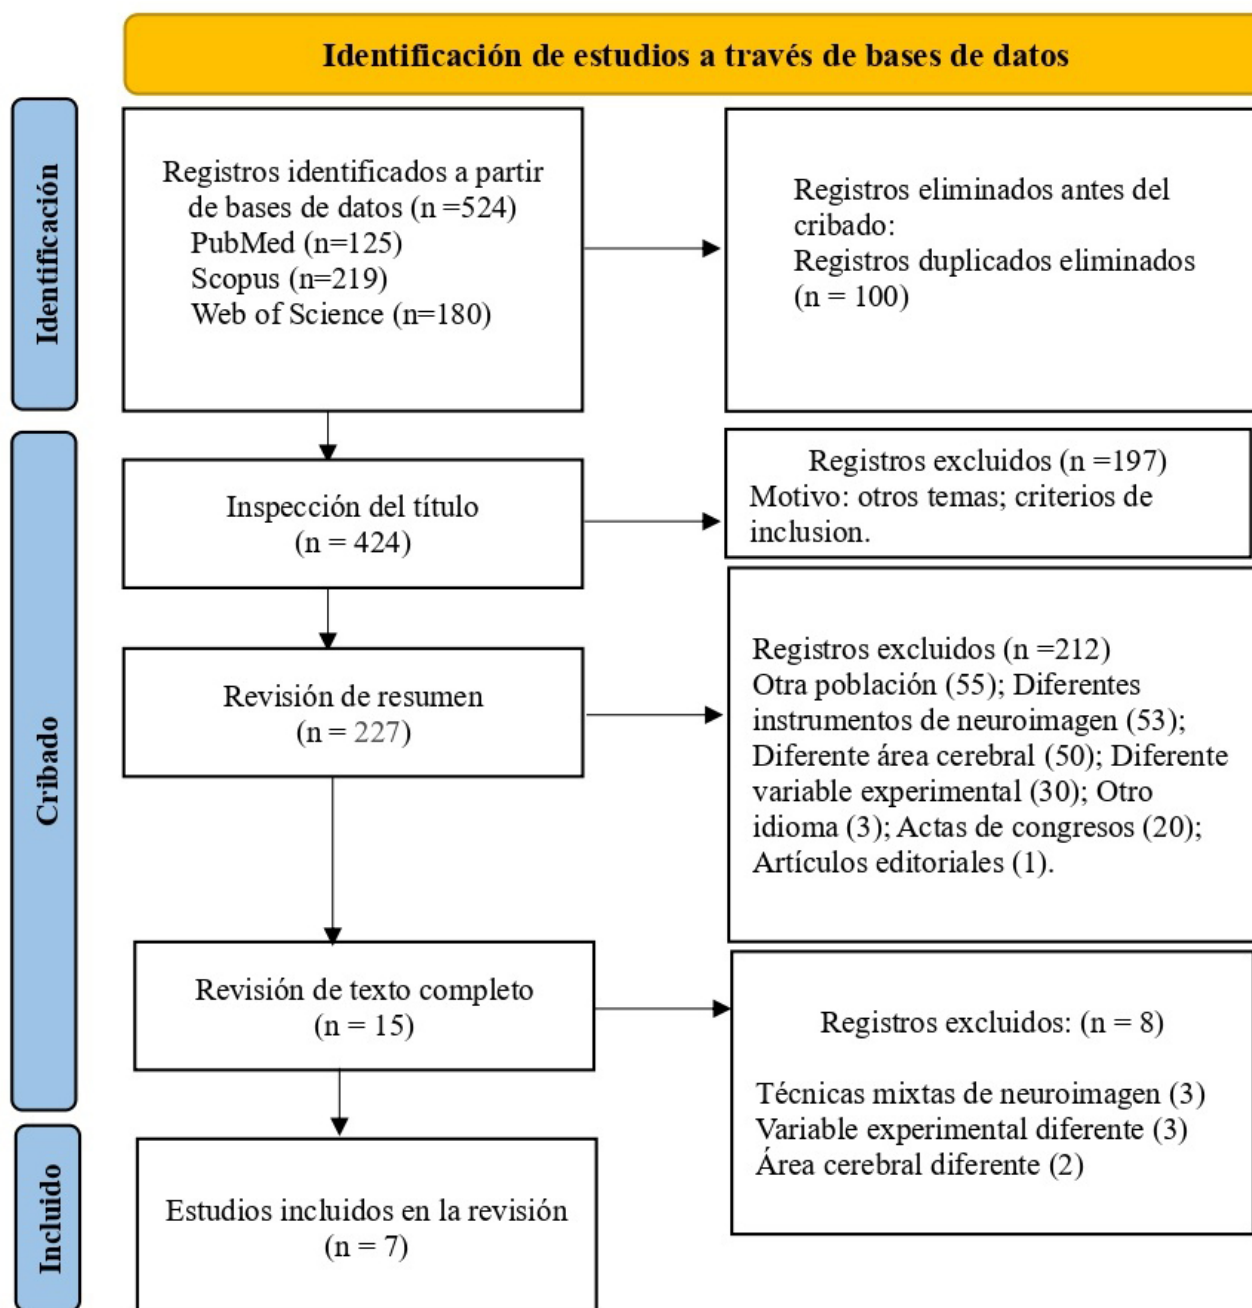 Identificación de estudios a través de bases de datos
Identificación
Registros identificados a partir
de bases de datos (n =524)
PubMed (n=125)
Scopus (n=219)
Web of Science (n=180)
Registros eliminados antes del
cribado:
Registros duplicados eliminados
(n = 100)
Cribado
Inspección del título
(n = 424)
Registros excluidos (n =197)
Motivo: otros temas; criterios de
inclusion.
Revisión de resumen
(n = 227)
Registros excluidos (n =212)
Otra población (55); Diferentes
instrumentos de neuroimagen (53);
Diferente área cerebral (50); Diferente
variable experimental (30); Otro
idioma (3); Actas de congresos (20);
Artículos editoriales (1).
Revisión de texto completo
(n = 15)
Registros excluidos: (n = 8)
Técnicas mixtas de neuroimagen (3)
Variable experimental diferente (3)
Área cerebral diferente (2)
Incluido
Estudios incluidos en la revisión
(n = 7)